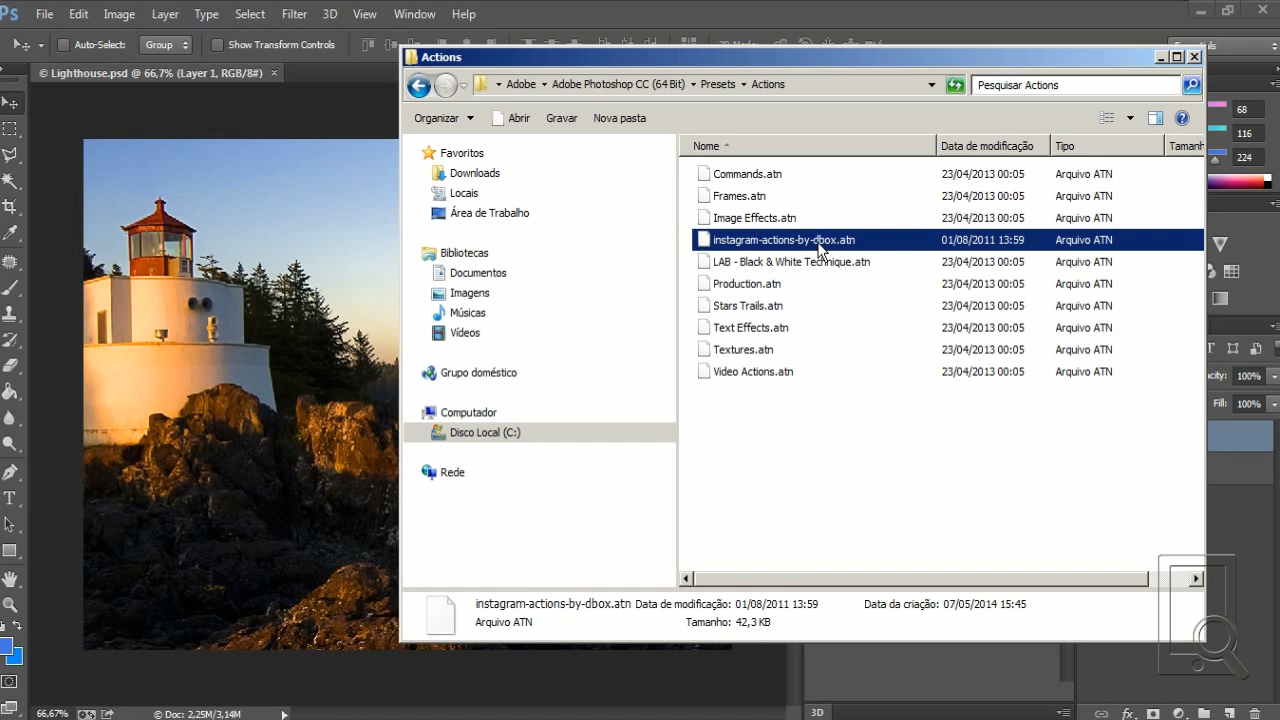 Ps File Edit Image Layer Type Select Filter 3D View Window Help
Auto-Select: Group Show Transform Controls
© Lighthouse.psd @ 66,7% (Layer 1, RGB/8#) ×
Actions
Adobe Adobe Photoshop CC (64 Bit) Presets Actions Pesquisar Actions
Organizar Abrir Gravar Nova pasta
Nome Data de modificação Tipo Tamanh
Favoritos
Downloads
Locais
Área de Trabalho
Bibliotecas
Documentos
Imagens
Músicas
Vídeos
Grupo doméstico
Computador
Disco Local (C:)
Rede
Commands.atn 23/04/2013 00:05 Arquivo ATN
Frames.atn 23/04/2013 00:05 Arquivo ATN
Image Effects.atn 23/04/2013 00:05 Arquivo ATN
instagram-actions-by-dbox.atn 01/08/2011 13:59 Arquivo ATN
LAB - Black & White Technique.atn 23/04/2013 00:05 Arquivo ATN
Production.atn 23/04/2013 00:05 Arquivo ATN
Stars Trails.atn 23/04/2013 00:05 Arquivo ATN
Text Effects.atn 23/04/2013 00:05 Arquivo ATN
Textures.atn 23/04/2013 00:05 Arquivo ATN
Video Actions.atn 23/04/2013 00:05 Arquivo ATN
instagram-actions-by-dbox.atn Data de modificação: 01/08/2011 13:59 Data da criação: 07/05/2014 15:45
Arquivo ATN Tamanho: 42,3 KB
68
116
224
100%
Fill: 100%
66,67% © Doc: 2,25M/3,14M
3D
fx